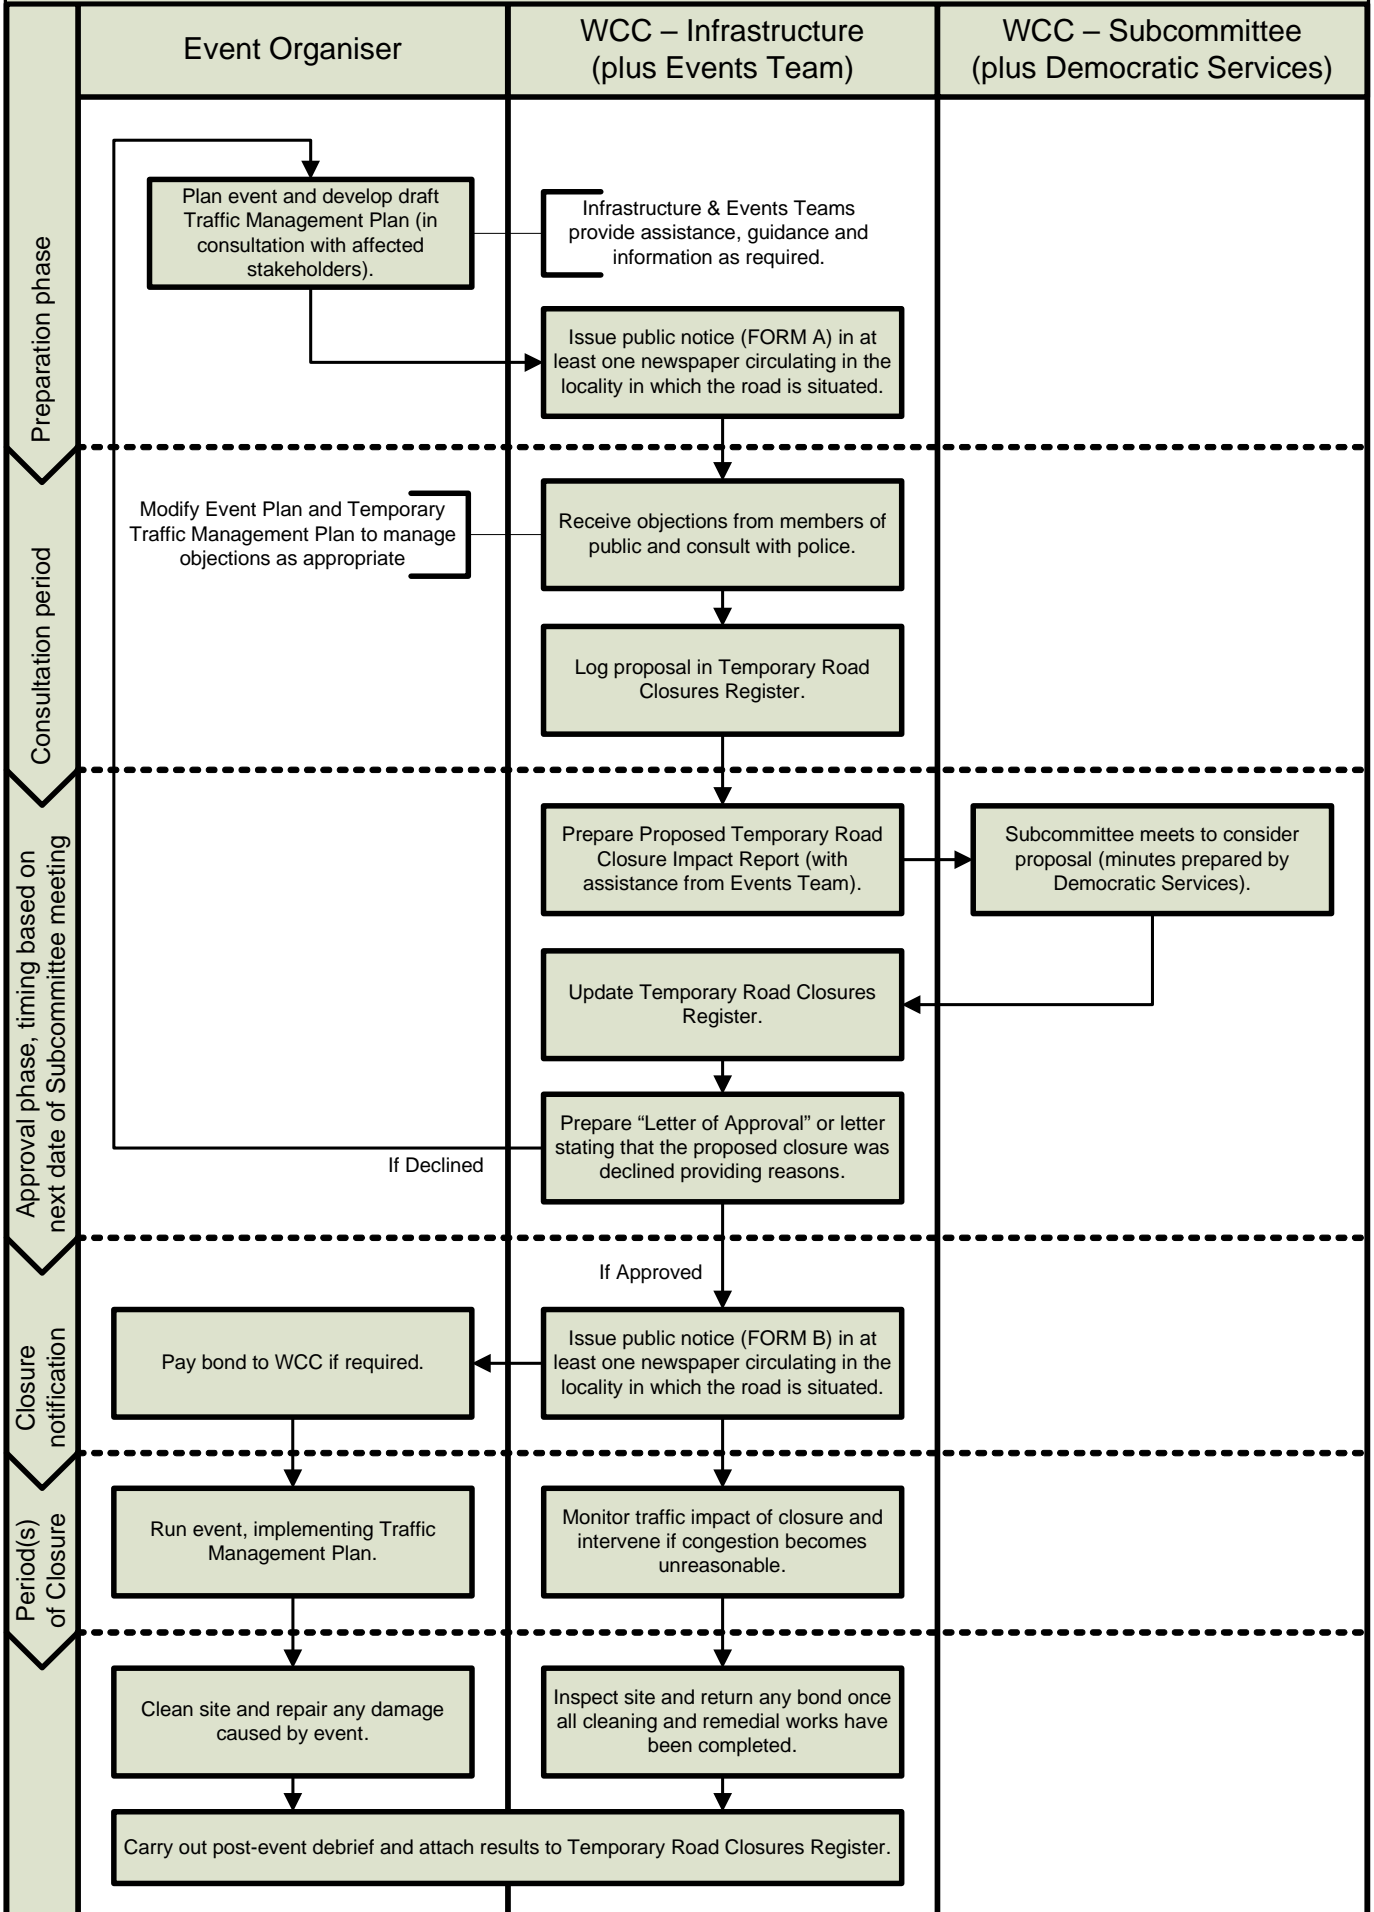 Event Organiser
WCC – Infrastructure
(plus Events Team)
WCC – Subcommittee
(plus Democratic Services)
Preparation phase
Plan event and develop draft
Traffic Management Plan (in
consultation with affected
stakeholders).
Infrastructure & Events Teams
provide assistance, guidance and
information as required.
Issue public notice (FORM A) in at
least one newspaper circulating in the
locality in which the road is situated.
Consultation period
Modify Event Plan and Temporary
Traffic Management Plan to manage
objections as appropriate
Receive objections from members of
public and consult with police.
Log proposal in Temporary Road
Closures Register.
Approval phase, timing based on
next date of Subcommittee meeting
Prepare Proposed Temporary Road
Closure Impact Report (with
assistance from Events Team).
Subcommittee meets to consider
proposal (minutes prepared by
Democratic Services).
Update Temporary Road Closures
Register.
Prepare “Letter of Approval” or letter
stating that the proposed closure was
declined providing reasons.
If Declined
If Approved
Closure
notification
Pay bond to WCC if required.
Issue public notice (FORM B) in at
least one newspaper circulating in the
locality in which the road is situated.
Period(s)
of Closure
Run event, implementing Traffic
Management Plan.
Monitor traffic impact of closure and
intervene if congestion becomes
unreasonable.
Clean site and repair any damage
caused by event.
Inspect site and return any bond once
all cleaning and remedial works have
been completed.
Carry out post-event debrief and attach results to Temporary Road Closures Register.